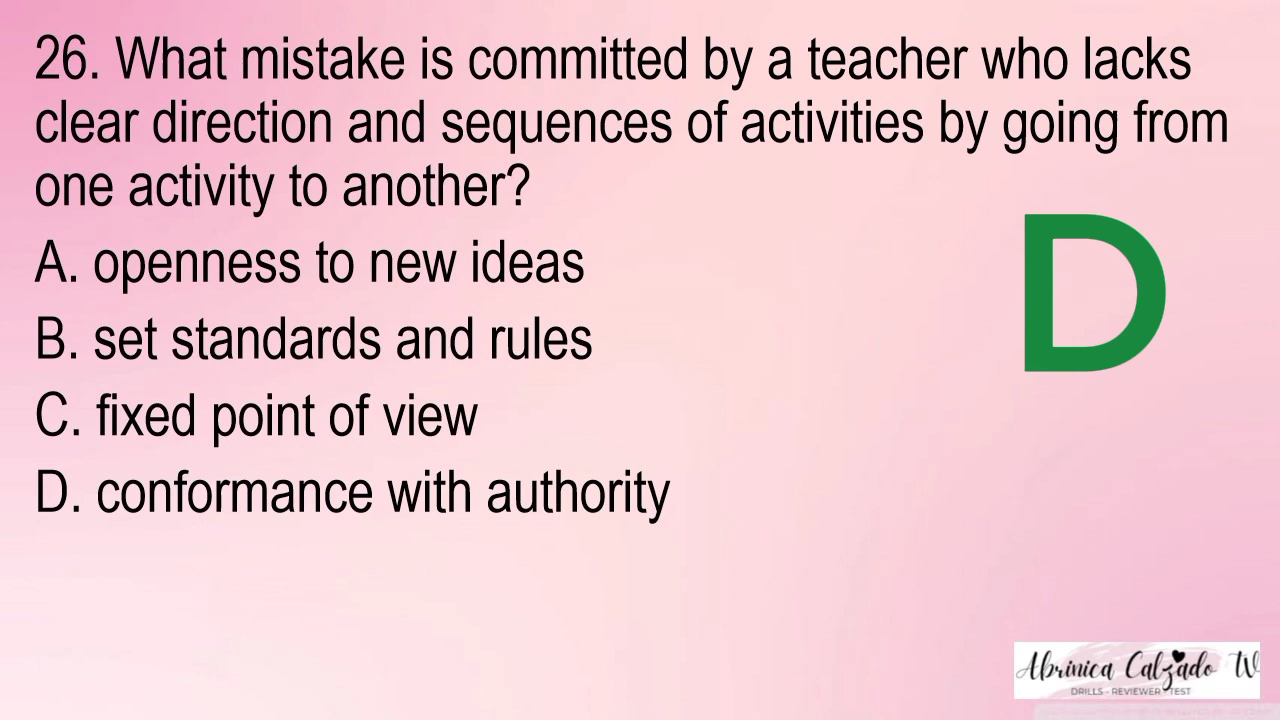 26. What mistake is committed by a teacher who lacks
clear direction and sequences of activities by going from
one activity to another?
A. openness to new ideas
B. set standards and rules
C. fixed point of view
D. conformance with authority
D
Abrinica Calzado TV
DRILLS - REVIEWER - TEST